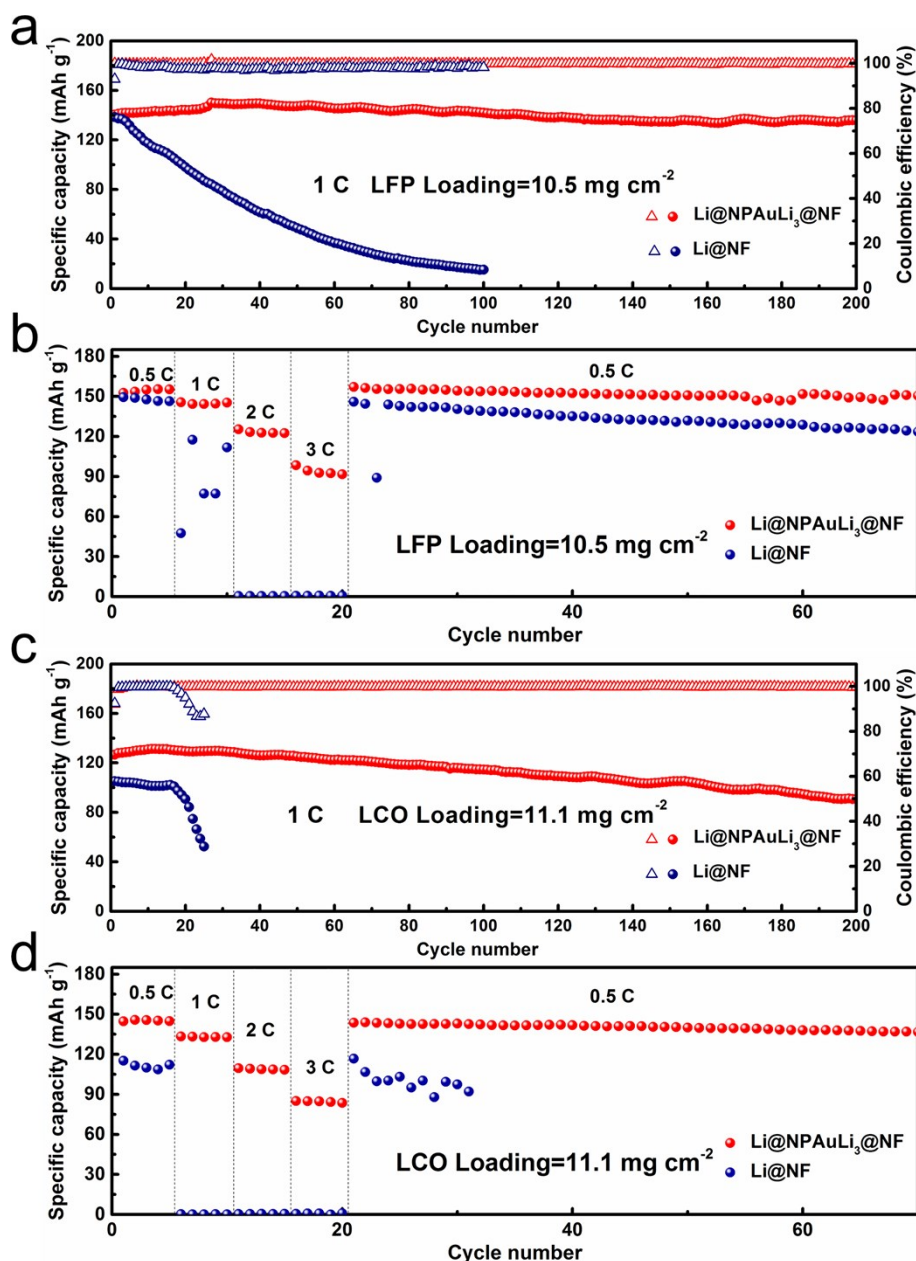 a
Specific capacity (mAh g⁻¹)
200
160
120
80
40
0
1 C LFP Loading=10.5 mg cm⁻²
Li@NPAuLi₃@NF
Li@NF
100
80
60
40
20
0
Coulombic efficiency (%)
0 20 40 60 80 100 120 140 160 180 200
Cycle number
b
Specific capacity (mAh g⁻¹)
180
150
120
90
60
30
0
0.5 C
1 C
2 C
3 C
0.5 C
LFP Loading=10.5 mg cm⁻²
Li@NPAuLi₃@NF
Li@NF
0 20 40 60
Cycle number
c
Specific capacity (mAh g⁻¹)
200
160
120
80
40
0
1 C LCO Loading=11.1 mg cm⁻²
Li@NPAuLi₃@NF
Li@NF
100
80
60
40
20
0
Coulombic efficiency (%)
0 20 40 60 80 100 120 140 160 180 200
Cycle number
d
Specific capacity (mAh g⁻¹)
180
150
120
90
60
30
0
0.5 C
1 C
2 C
3 C
0.5 C
LCO Loading=11.1 mg cm⁻²
Li@NPAuLi₃@NF
Li@NF
0 20 40 60
Cycle number